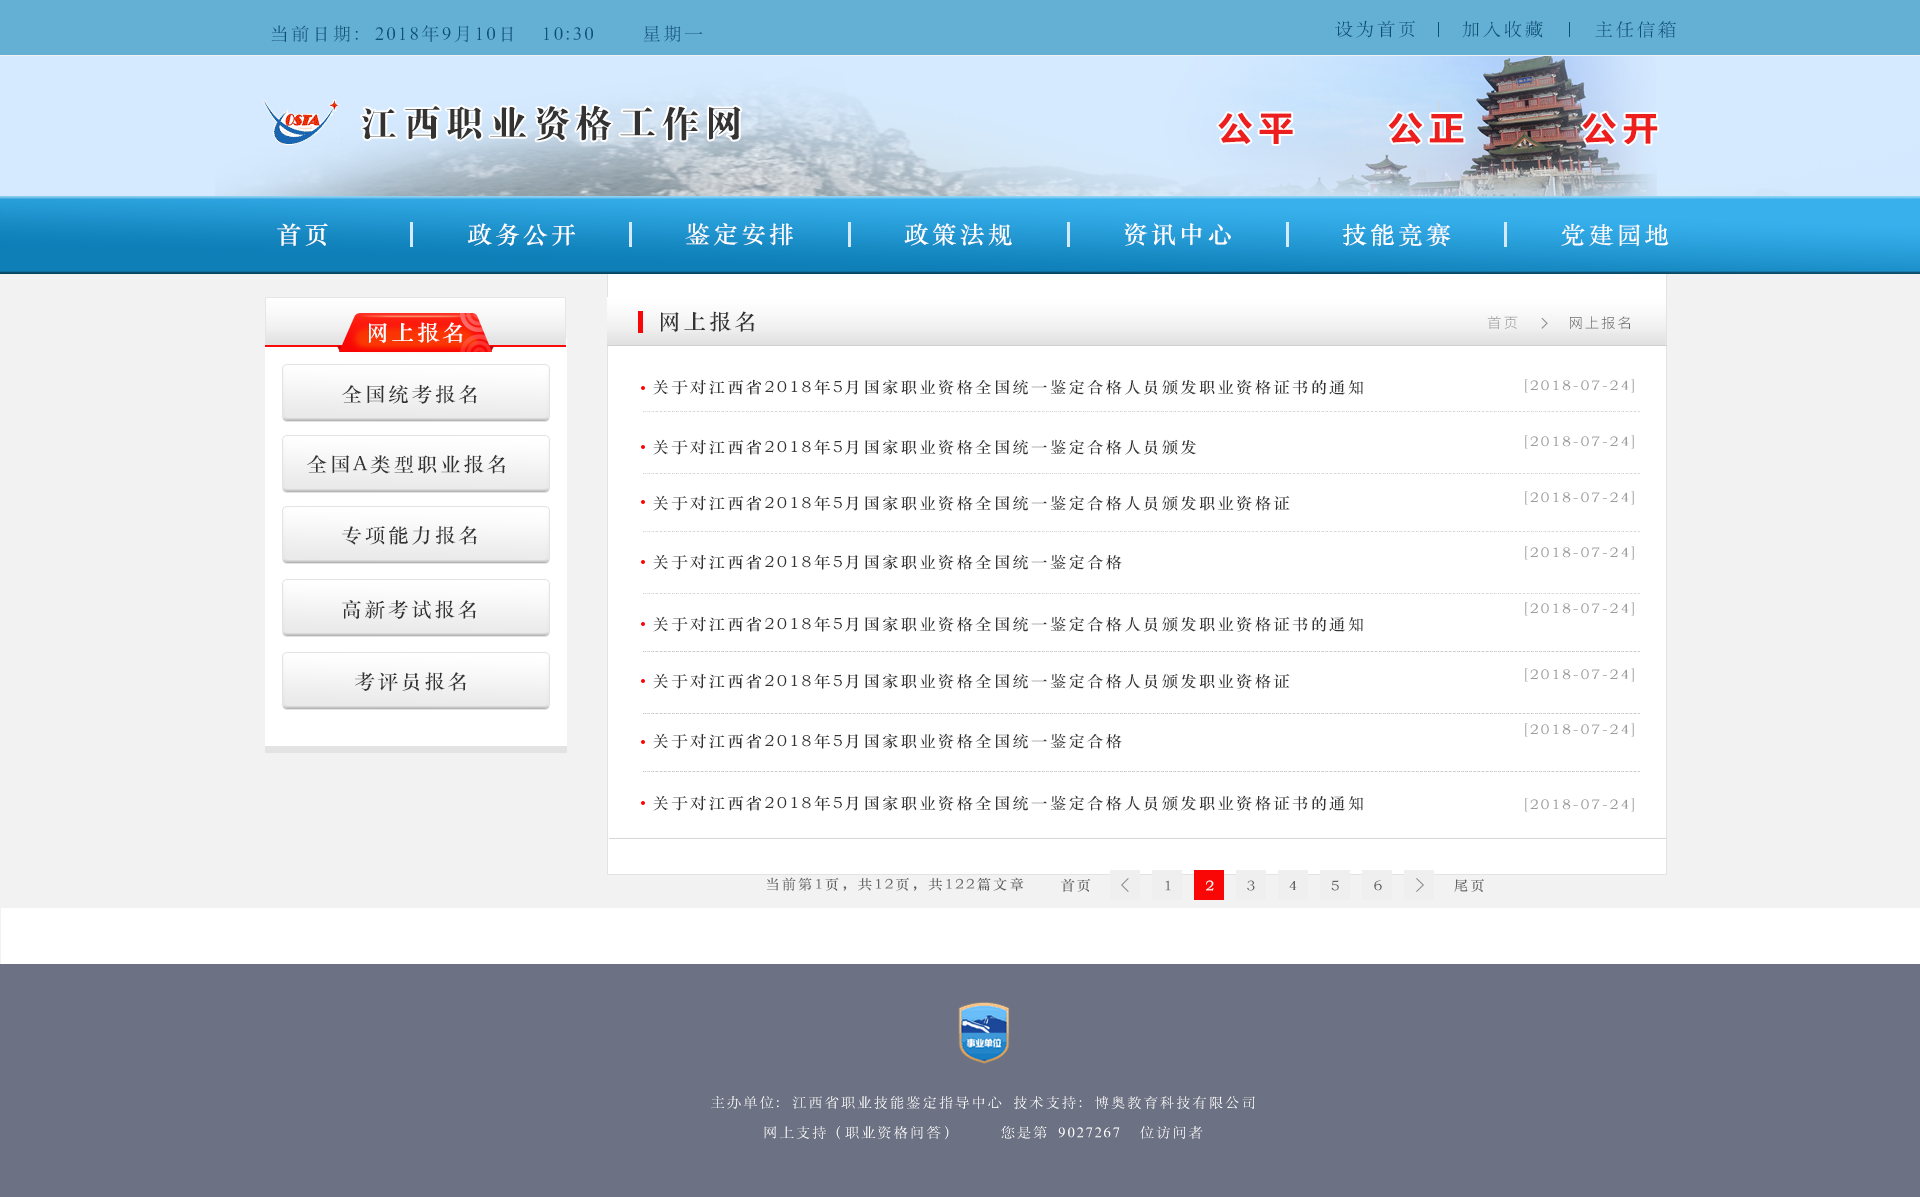 当前日期：2018年9月10日 10:30 星期一
设为首页 | 加入收藏 | 主任信箱
OSTA 江西职业资格工作网
公平 公正 公开
首页 政务公开 鉴定安排 政策法规 资讯中心 技能竞赛 党建园地
网上报名
全国统考报名
全国A类型职业报名
专项能力报名
高新考试报名
考评员报名
网上报名
首页 > 网上报名
关于对江西省2018年5月国家职业资格全国统一鉴定合格人员颁发职业资格证书的通知 [2018-07-24]
关于对江西省2018年5月国家职业资格全国统一鉴定合格人员颁发 [2018-07-24]
关于对江西省2018年5月国家职业资格全国统一鉴定合格人员颁发职业资格证 [2018-07-24]
关于对江西省2018年5月国家职业资格全国统一鉴定合格 [2018-07-24]
关于对江西省2018年5月国家职业资格全国统一鉴定合格人员颁发职业资格证书的通知 [2018-07-24]
关于对江西省2018年5月国家职业资格全国统一鉴定合格人员颁发职业资格证 [2018-07-24]
关于对江西省2018年5月国家职业资格全国统一鉴定合格 [2018-07-24]
关于对江西省2018年5月国家职业资格全国统一鉴定合格人员颁发职业资格证书的通知 [2018-07-24]
当前第1页，共12页，共122篇文章 首页 < 1 2 3 4 5 6 > 尾页
事业单位
主办单位：江西省职业技能鉴定指导中心 技术支持：博奥教育科技有限公司
网上支持（职业资格问答） 您是第 9027267 位访问者